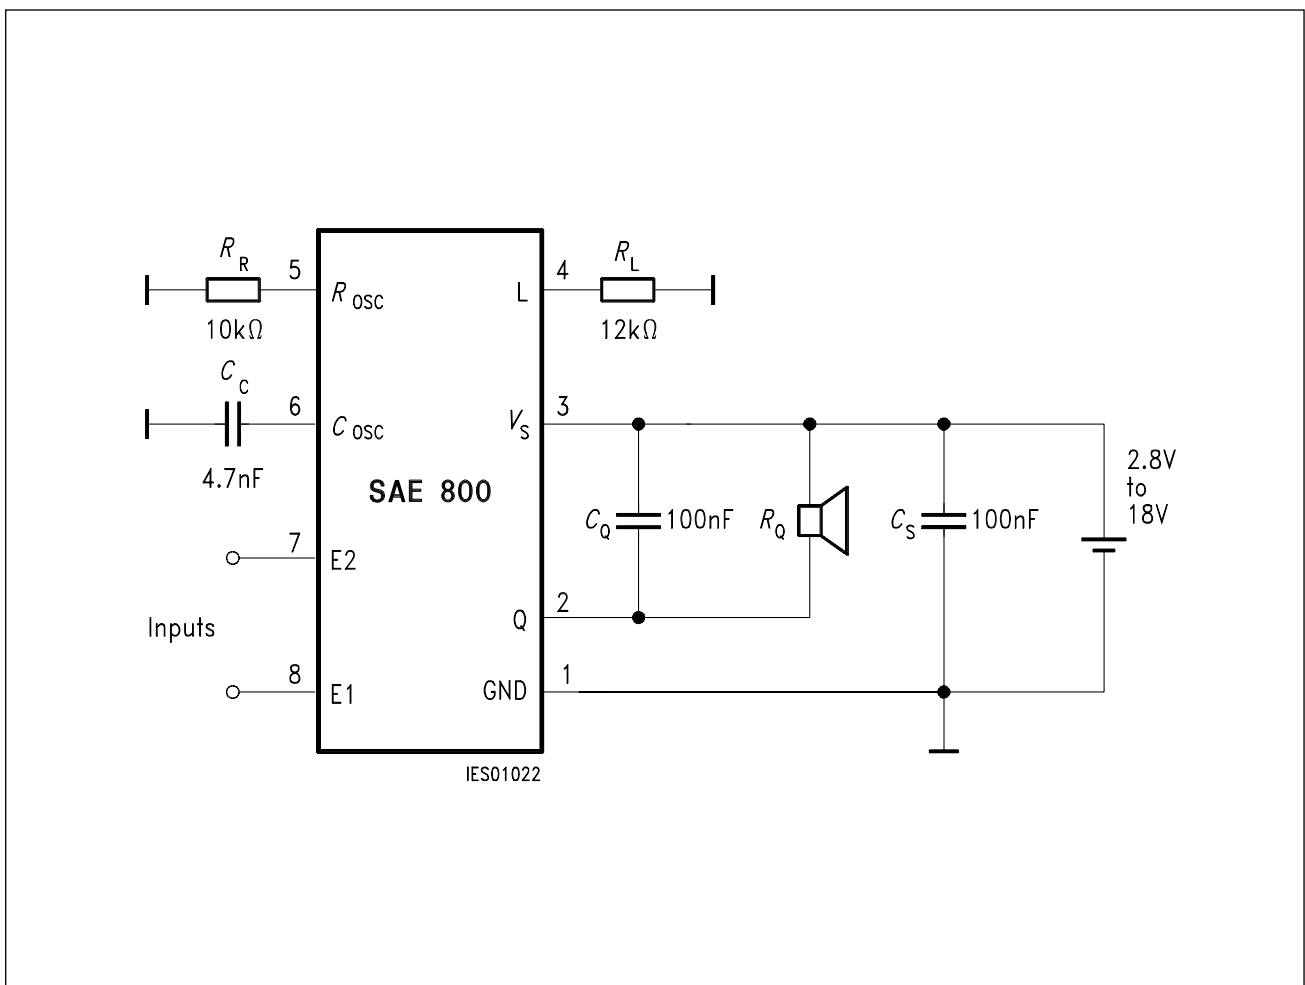 R R
5
R OSC
10kΩ
C C
6
C OSC
4.7nF
SAE 800
7
E2
Inputs
8
E1
4
L
R L
12kΩ
3
V S
C Q
100nF
R Q
C S
100nF
2.8V
to
18V
2
Q
1
GND
IES01022